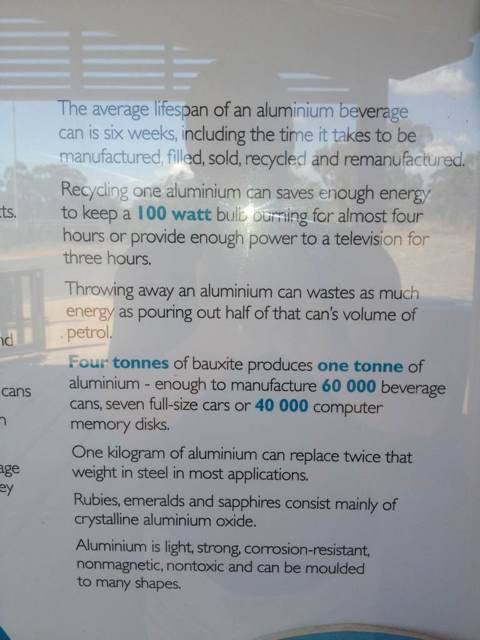 The average lifespan of an aluminium beverage
can is six weeks, including the time it takes to be
manufactured, filled, sold, recycled and remanufactured.
Recycling one aluminium can saves enough energy
to keep a 100 watt bulb burning for almost four
hours or provide enough power to a television for
three hours.
Throwing away an aluminium can wastes as much
energy as pouring out half of that can's volume of
petrol.
Four tonnes of bauxite produces one tonne of
aluminium - enough to manufacture 60 000 beverage
cans, seven full-size cars or 40 000 computer
memory disks.
One kilogram of aluminium can replace twice that
weight in steel in most applications.
Rubies, emeralds and sapphires consist mainly of
crystalline aluminium oxide.
Aluminium is light, strong, corrosion-resistant,
nonmagnetic, nontoxic and can be moulded
to many shapes.
cans